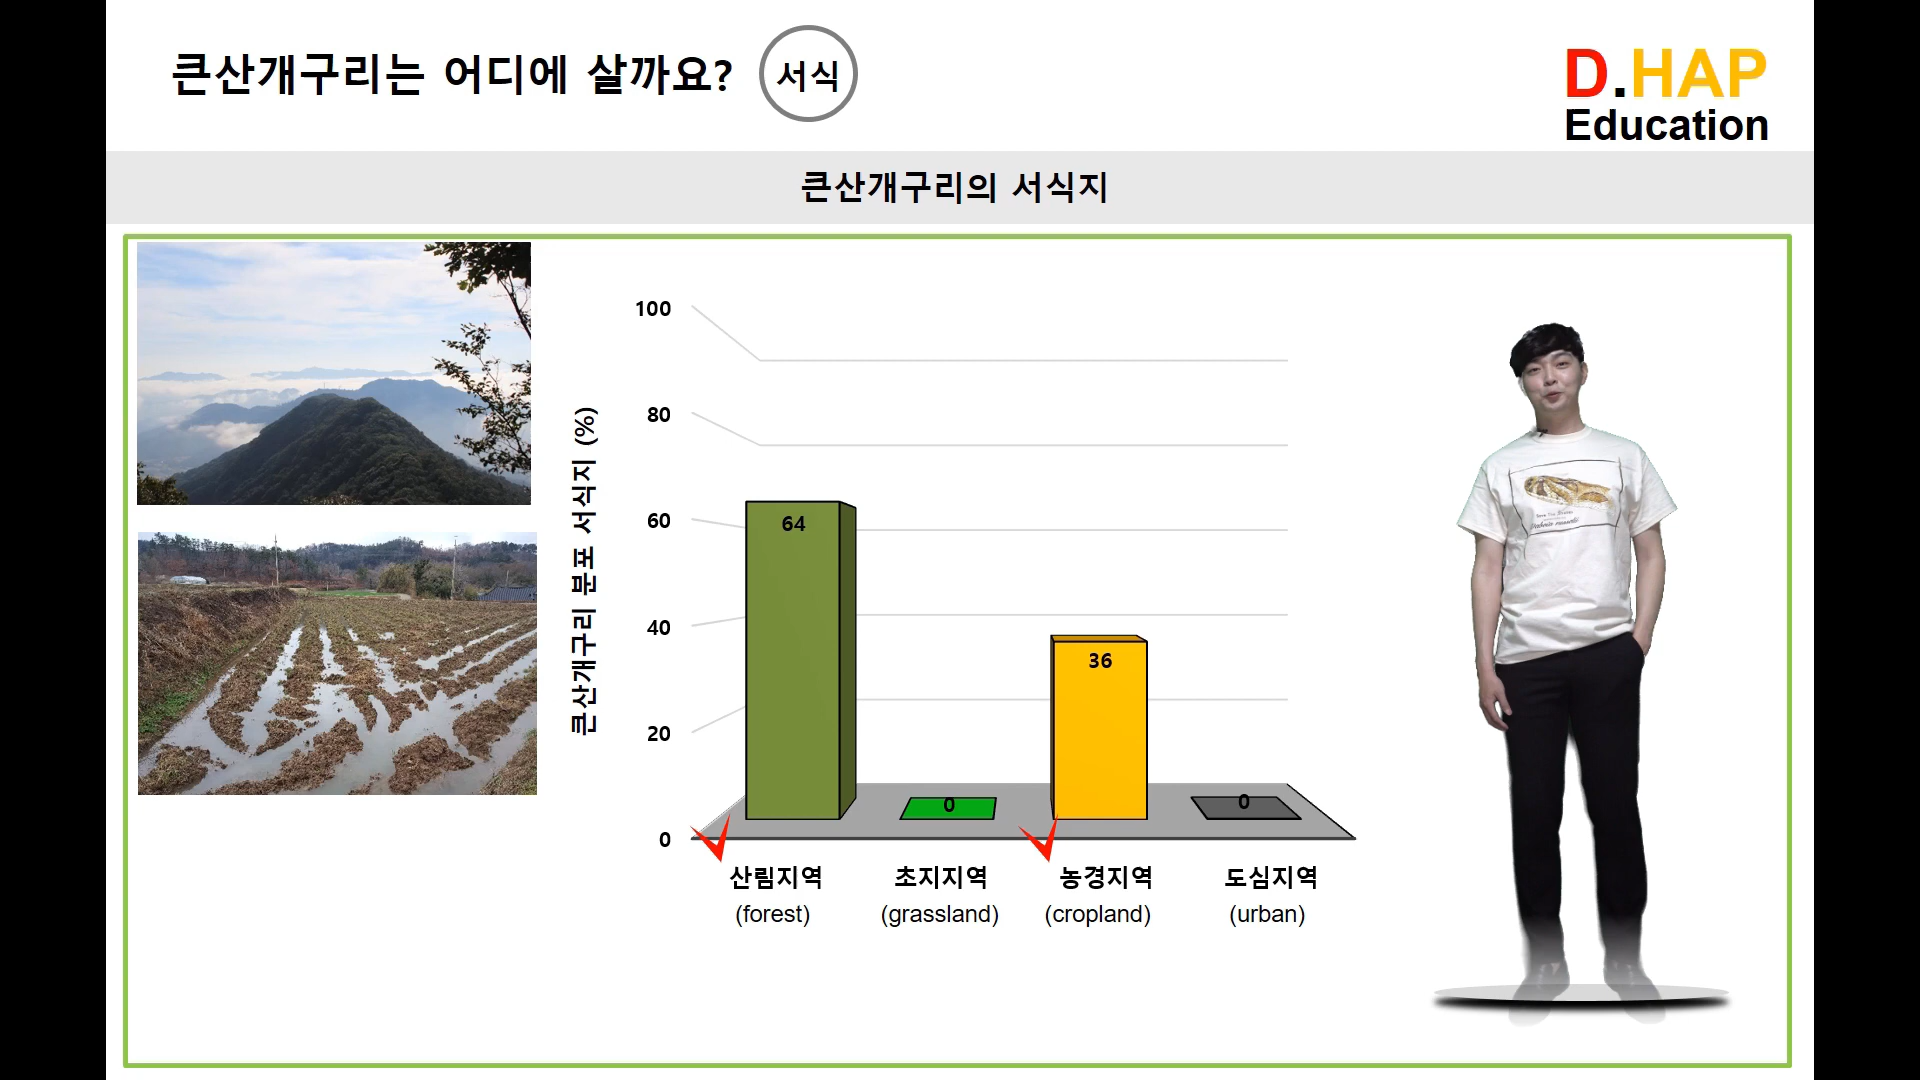 큰산개구리는 어디에 살까요?
서식
D.HAP
Education
큰산개구리의 서식지
큰산개구리 분포 서식지 (%)
100
80
60
40
20
0
64
0
36
0
산림지역
(forest)
초지지역
(grassland)
농경지역
(cropland)
도심지역
(urban)